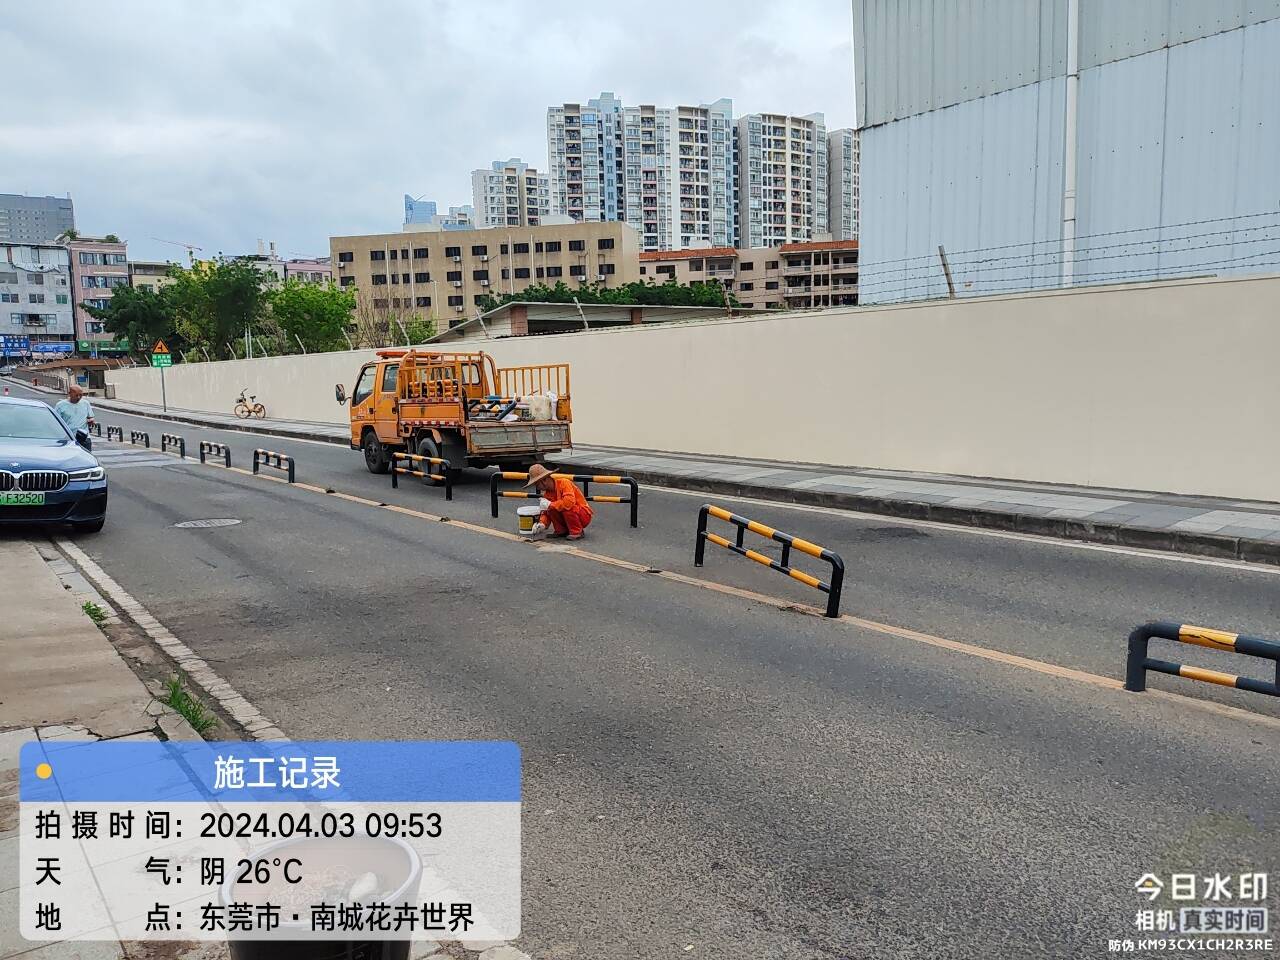 F32520
施工记录
拍摄时间：2024.04.03 09:53
天气：阴 26°C
地点：东莞市·南城花卉世界
今日水印
相机 真实时间
防伪 KM93CX1CH2R3RE